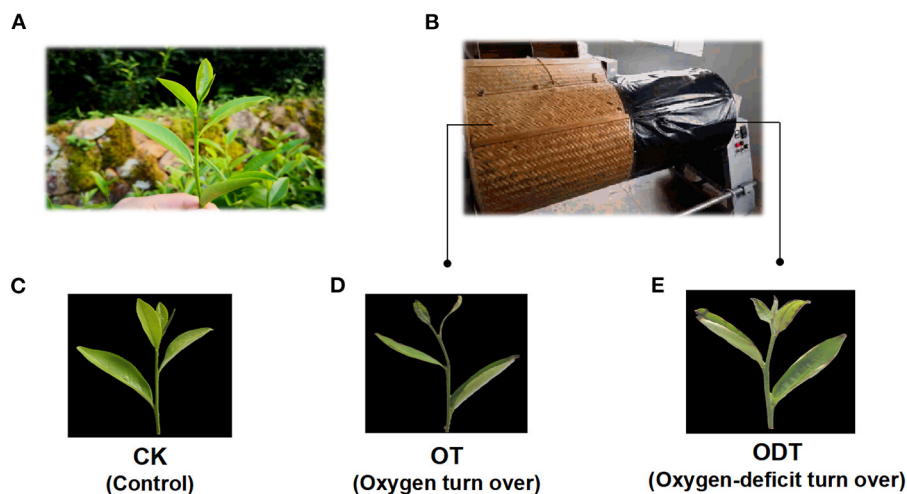 A
B
C
D
E
CK
(Control)
OT
(Oxygen turn over)
ODT
(Oxygen-deficit turn over)